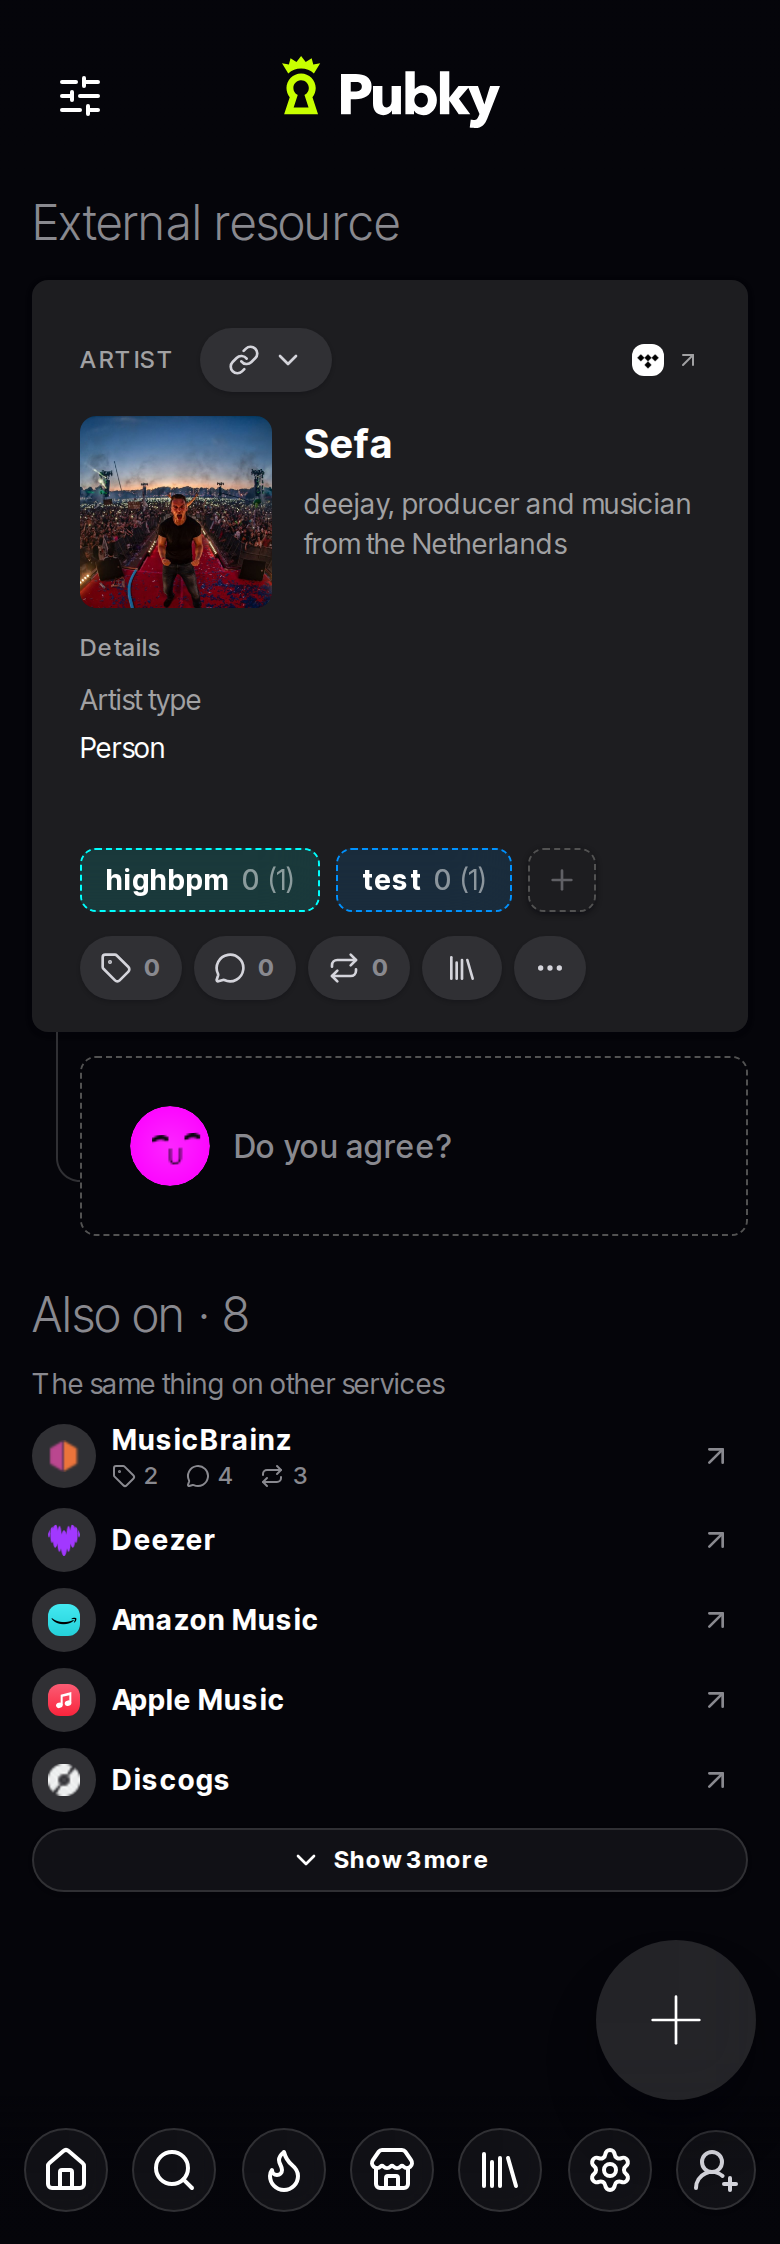 Pubky
External resource
ARTIST
Sefa
deejay, producer and musician
from the Netherlands
Details
Artist type
Person
highbpm 0 (1) test 0 (1)
0 0 0
Do you agree?
Also on · 8
The same thing on other services
MusicBrainz
2 4 3
Deezer
Amazon Music
Apple Music
Discogs
Show 3 more